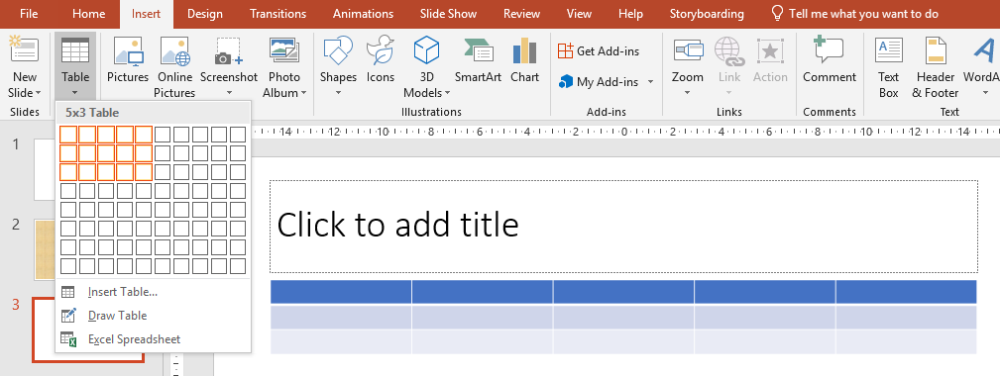 File Home Insert Design Transitions Animations Slide Show Review View Help Storyboarding Tell me what you want to do
New Slide
Table
Pictures
Online Pictures
Screenshot
Photo Album
Shapes
Icons
3D Models
SmartArt
Chart
Get Add-ins
My Add-ins
Zoom
Link
Action
Comment
Text Box
Header & Footer
WordA
Slides
Illustrations
Add-ins
Links
Comments
Text
5x3 Table
14 12 10 8 6 4 2 0 2 4 6 8 10 12 14
1
2
3
Click to add title
Insert Table...
Draw Table
Excel Spreadsheet